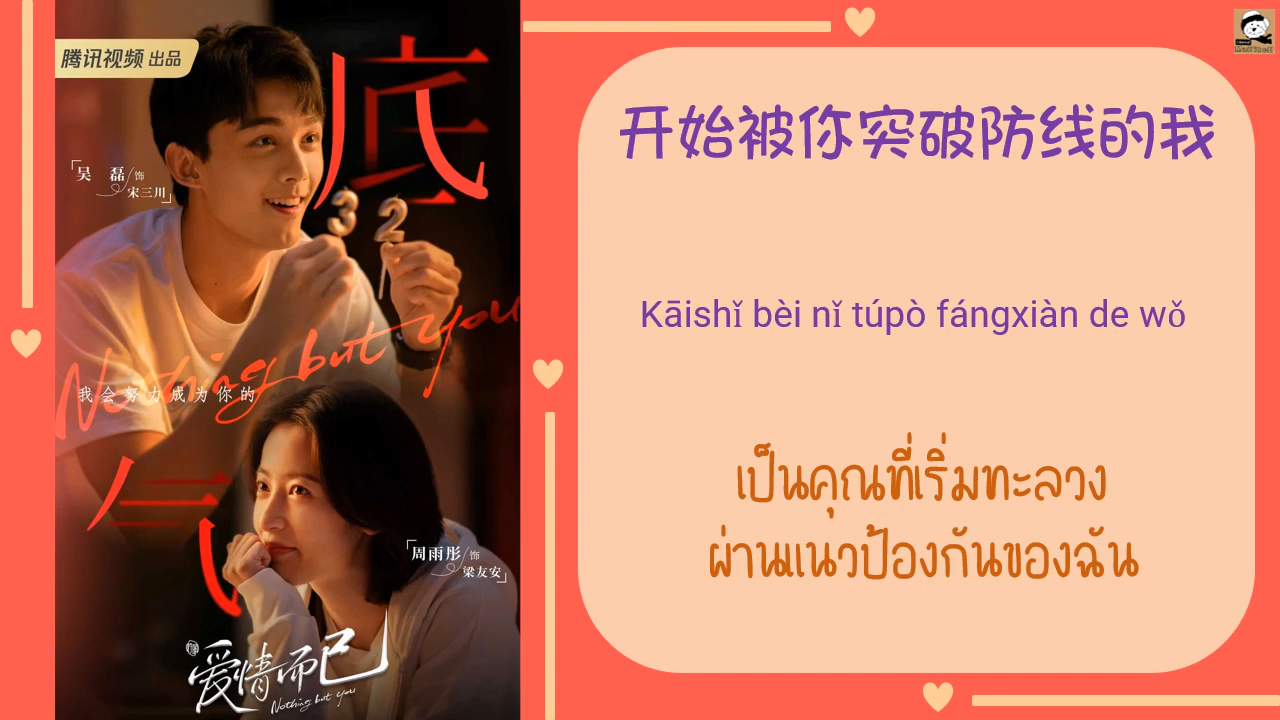 腾讯视频 出品
底
「吴 磊/饰
宋三川」
32
Nothing but you
我会努力成为你的
气
「周雨彤/饰
梁友安」
爱情而已
Nothing but you
开始被你突破防线的我
Kāishǐ bèi nǐ túpò fángxiàn de wǒ
เป็นคุณที่เริ่มทะลวง
ผ่านแนวป้องกันของฉัน